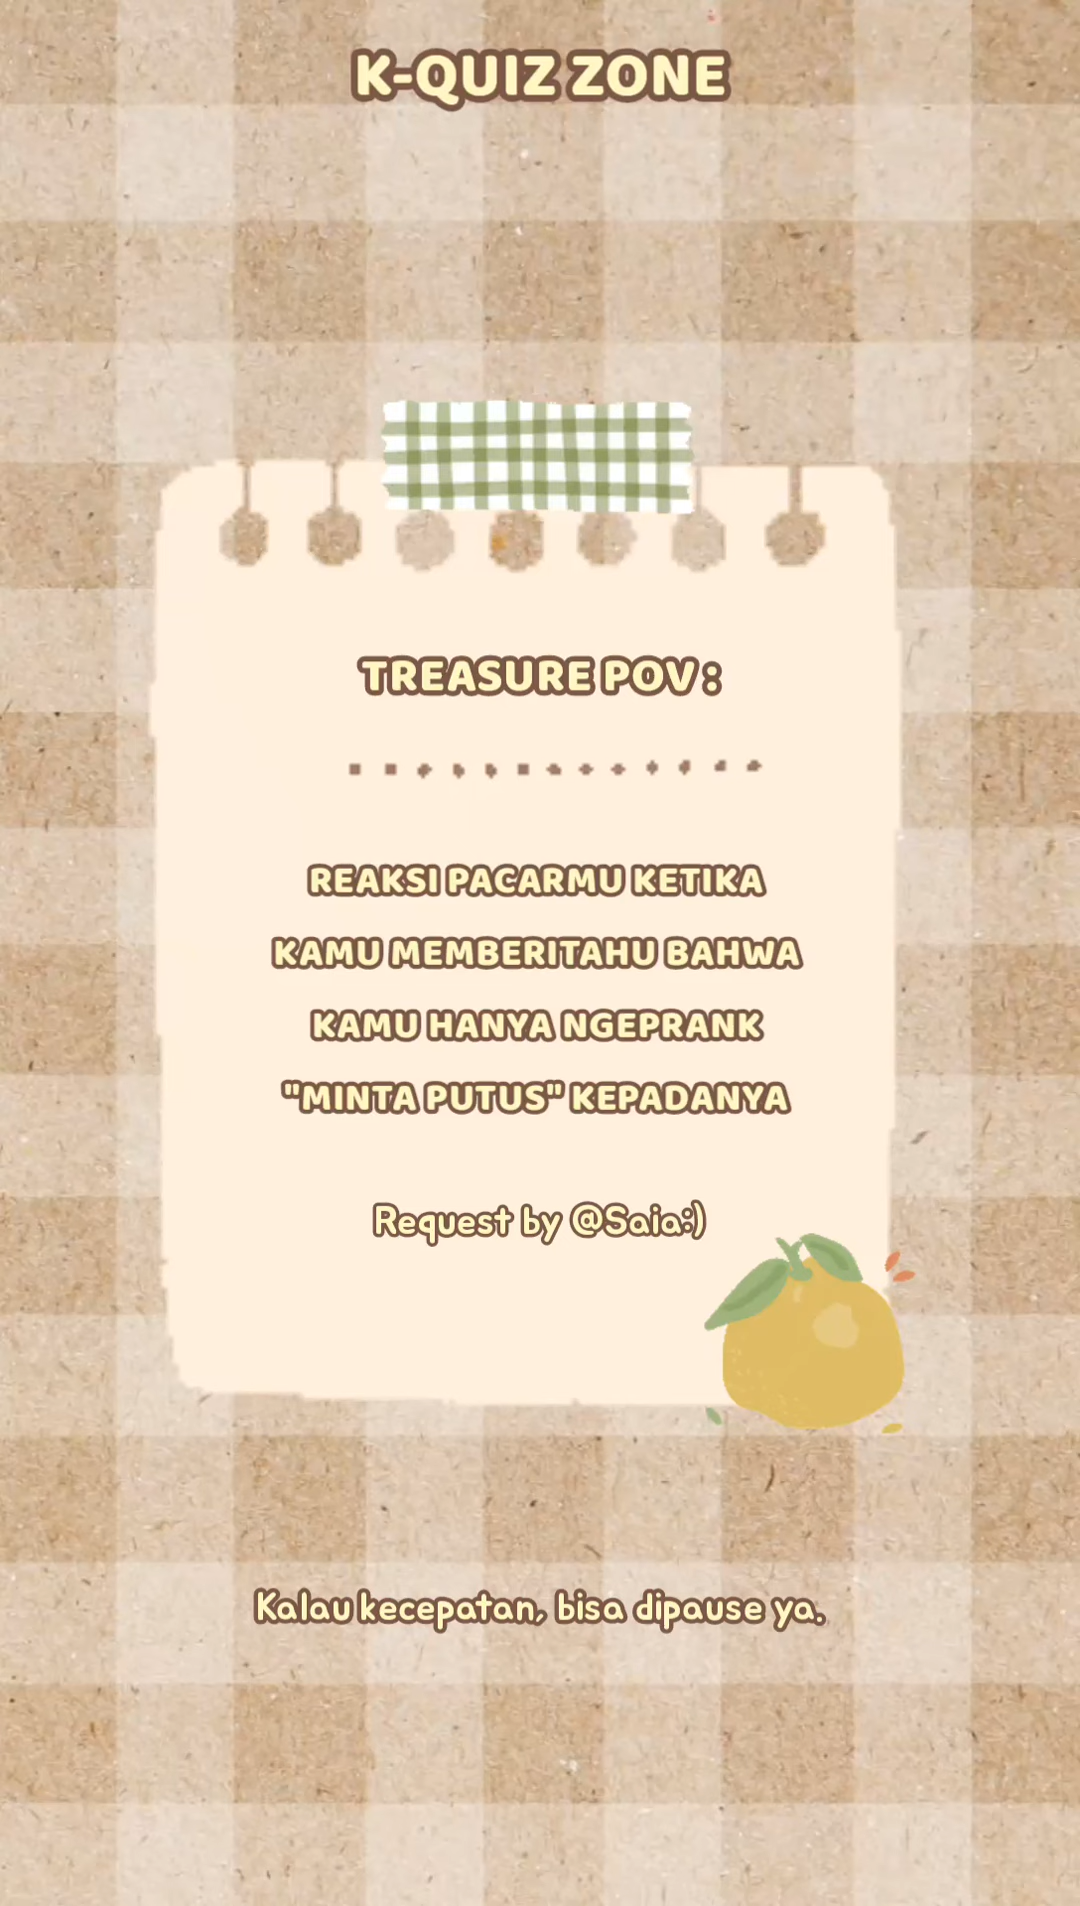 K-QUIZ ZONE
TREASURE POV :
REAKSI PACARMU KETIKA
KAMU MEMBERITAHU BAHWA
KAMU HANYA NGEPRANK
"MINTA PUTUS" KEPADANYA
Request by @Saia:)
Kalau kecepatan, bisa dipause ya.